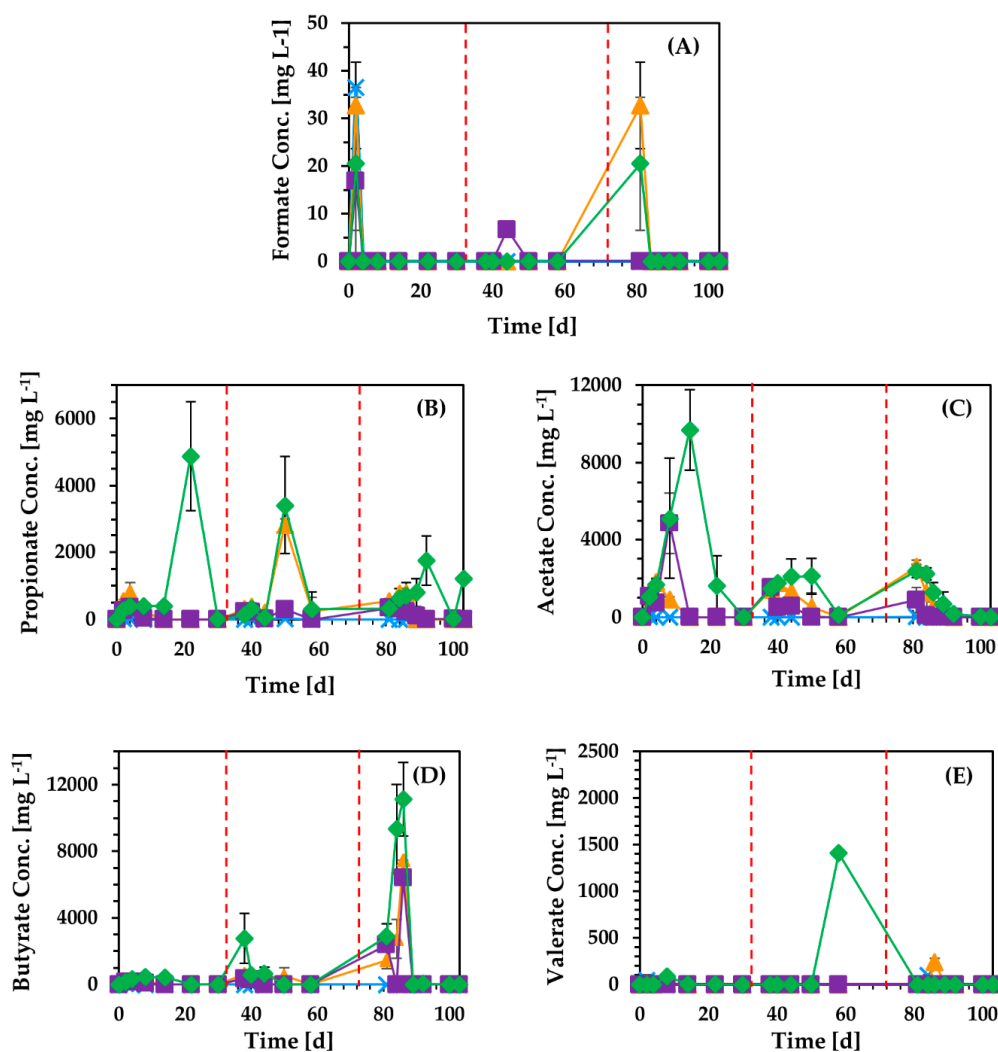 (A)
Formate Conc. [mg L-1)
50
40
30
20
10
0
0 20 40 60 80 100
Time [d]
(B)
Propionate Conc. [mg L-1]
6000
4000
2000
0
0 20 40 60 80 100
Time [d]
(C)
Acetate Conc. [mg L-1]
12000
8000
4000
0
0 20 40 60 80 100
Time [d]
(D)
Butyrate Conc. [mg L-1]
12000
8000
4000
0
0 20 40 60 80 100
Time [d]
(E)
Valerate Conc. [mg L-1]
2500
2000
1500
1000
500
0
0 20 40 60 80 100
Time [d]